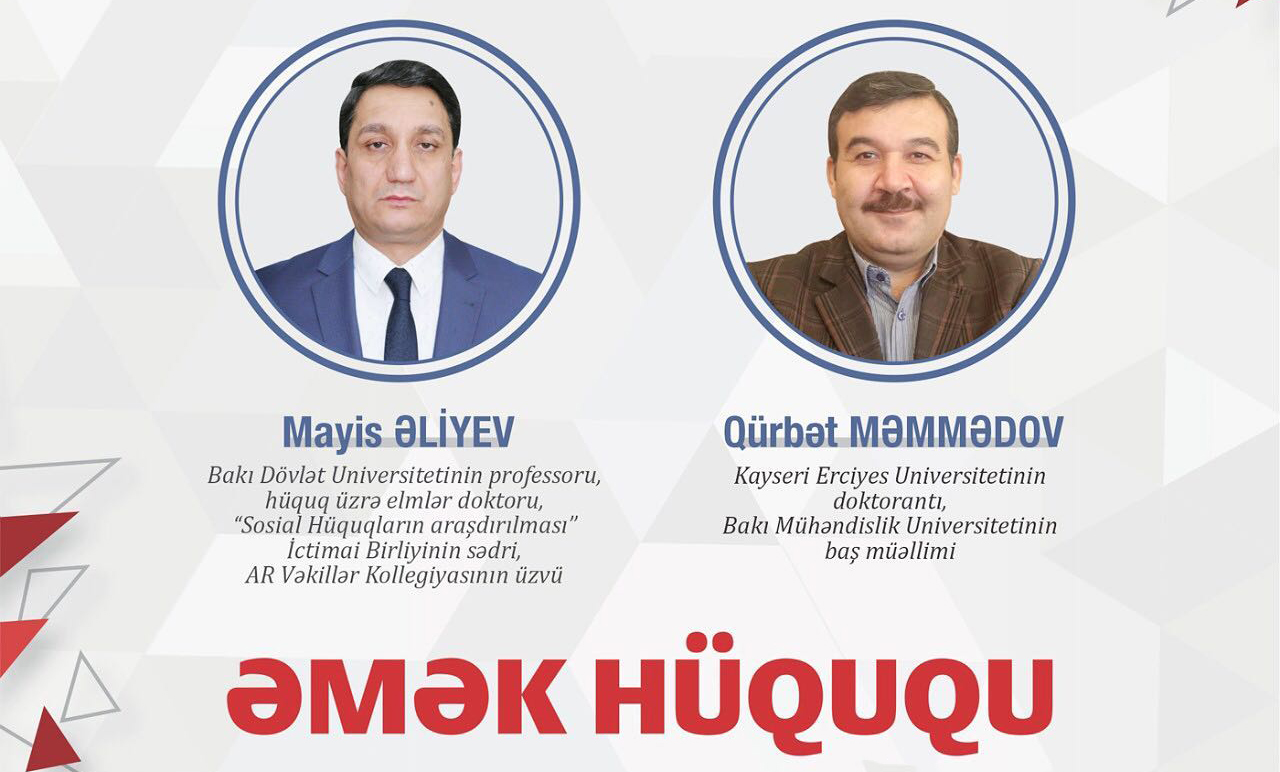 Mayis ƏLİYEV
Bakı Dövlət Universitetinin professoru,
hüquq üzrə elmlər doktoru,
“Sosial Hüquqların araşdırılması”
İctimai Birliyinin sədri,
AR Vəkillər Kollegiyasının üzvü
Qürbət MƏMMƏDOV
Kayseri Erciyes Universitetinin
doktorantı,
Bakı Mühəndislik Universitetinin
baş müəllimi
ƏMƏK HÜQUQU